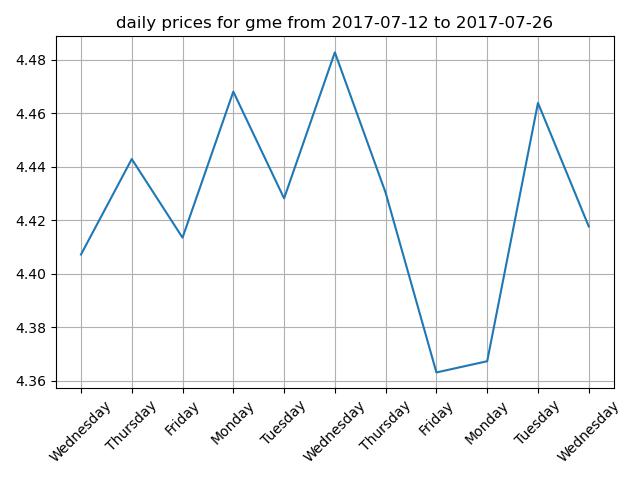 daily prices for gme from 2017-07-12 to 2017-07-26
4.48
4.46
4.44
4.42
4.40
4.38
4.36
Wednesday
Thursday
Friday
Monday
Tuesday
Wednesday
Thursday
Friday
Monday
Tuesday
Wednesday